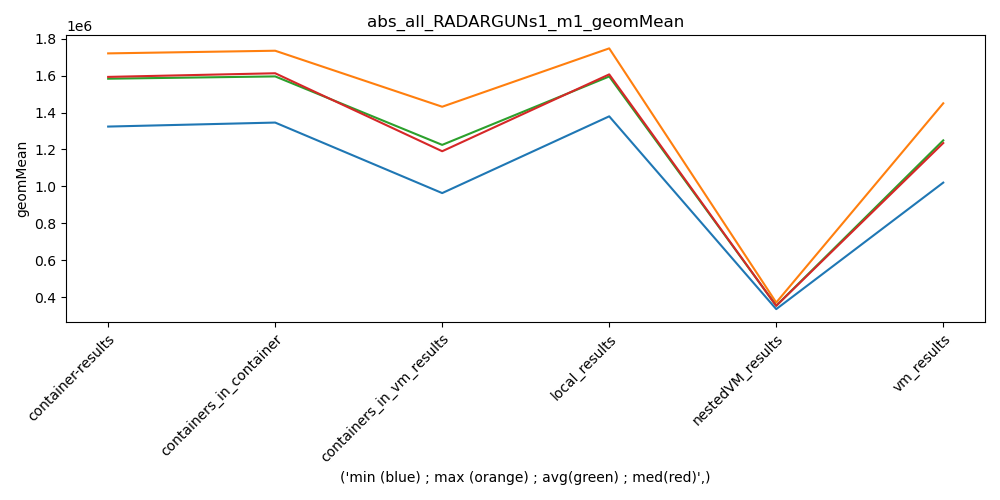 abs_all_RADARGUNs1_m1_geomMean
1e6
1.8
1.6
1.4
1.2
1.0
0.8
0.6
0.4
geomMean
container-results
containers_in_container
containers_in_vm_results
local_results
nestedVM_results
vm_results
('min (blue) ; max (orange) ; avg(green) ; med(red)',)